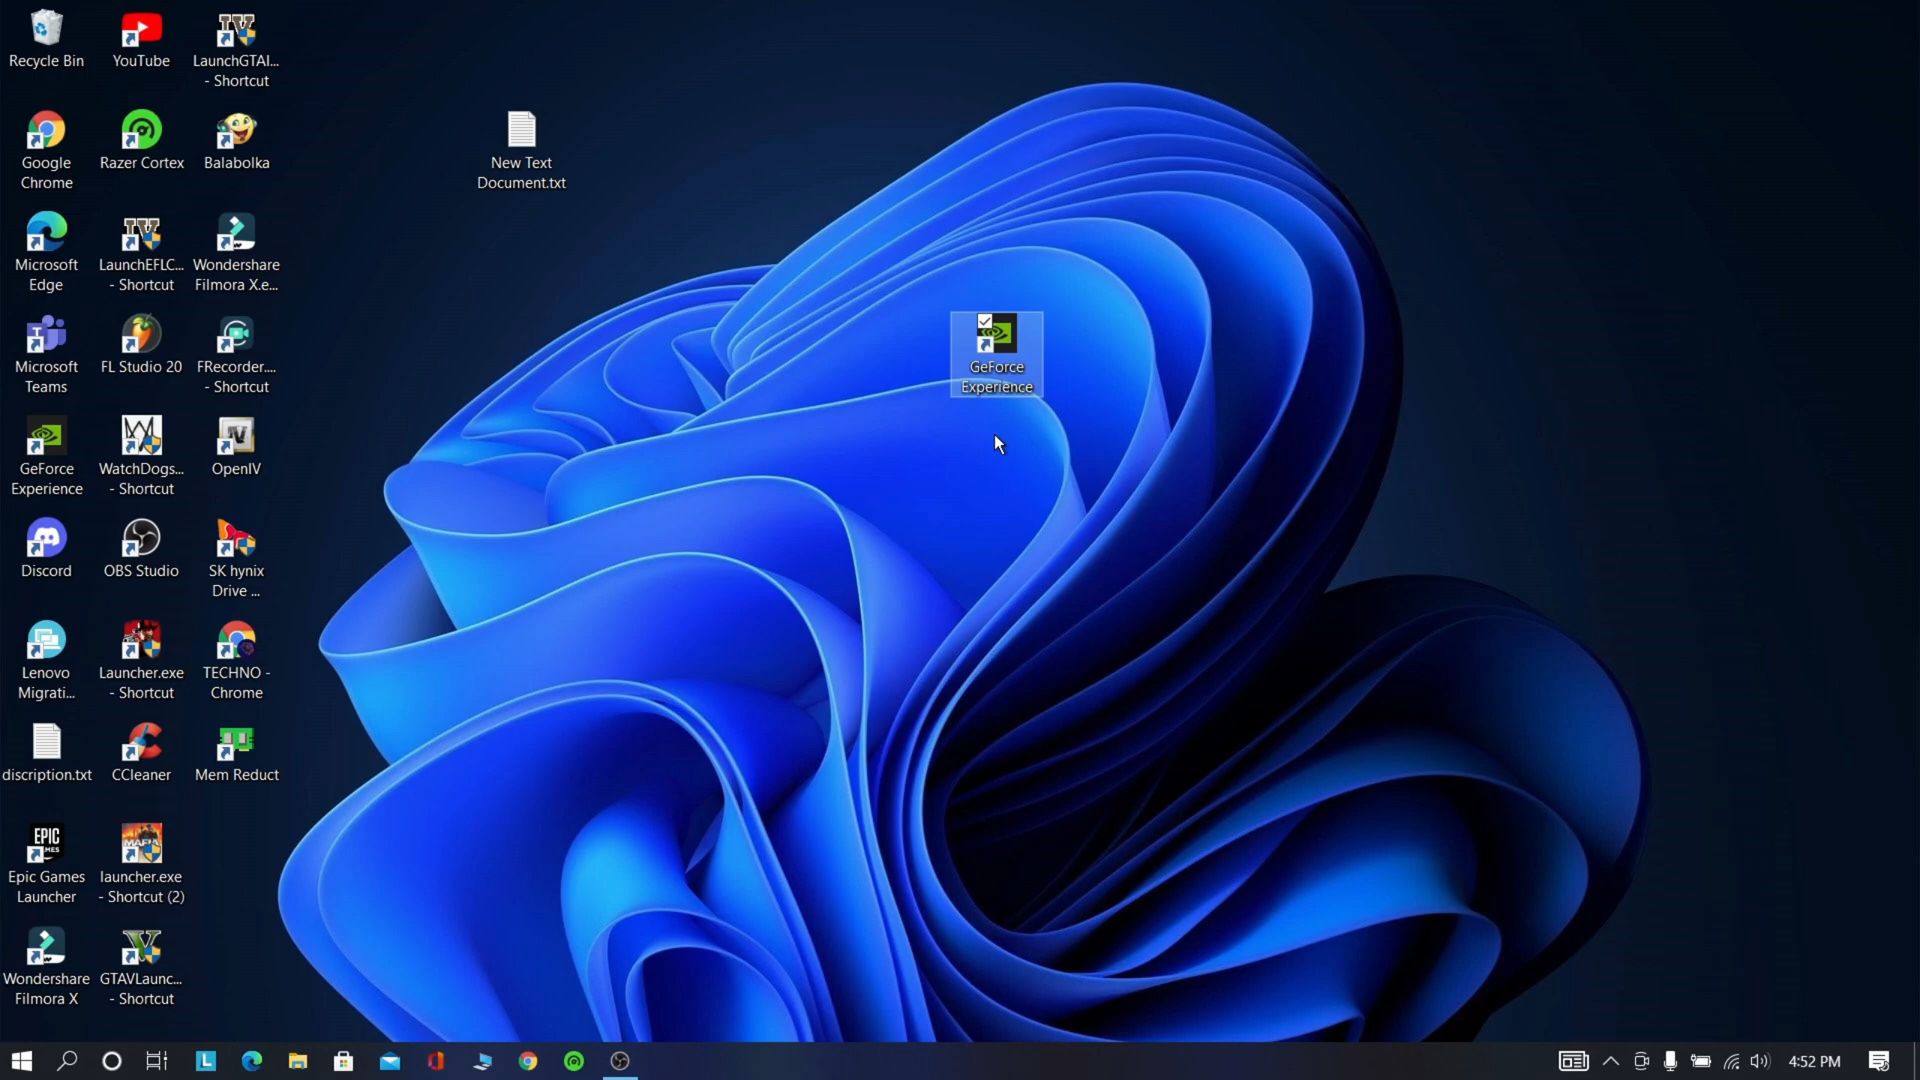 Recycle Bin
YouTube
LaunchGTAI...
- Shortcut
Google
Chrome
Razer Cortex
Balabolka
New Text
Document.txt
Microsoft
Edge
LaunchEFLC...
- Shortcut
Wondershare
Filmora X.e...
Microsoft
Teams
FL Studio 20
FRecorder....
- Shortcut
GeForce
Experience
GeForce
Experience
WatchDogs...
- Shortcut
OpenIV
Discord
OBS Studio
SK hynix
Drive ...
Lenovo
Migrati...
Launcher.exe
- Shortcut
TECHNO -
Chrome
discription.txt
CCleaner
Mem Reduct
EPIC
Epic Games
Launcher
MAFIA
launcher.exe
- Shortcut (2)
Wondershare
Filmora X
GTAVLaunc...
- Shortcut
L
4:52 PM